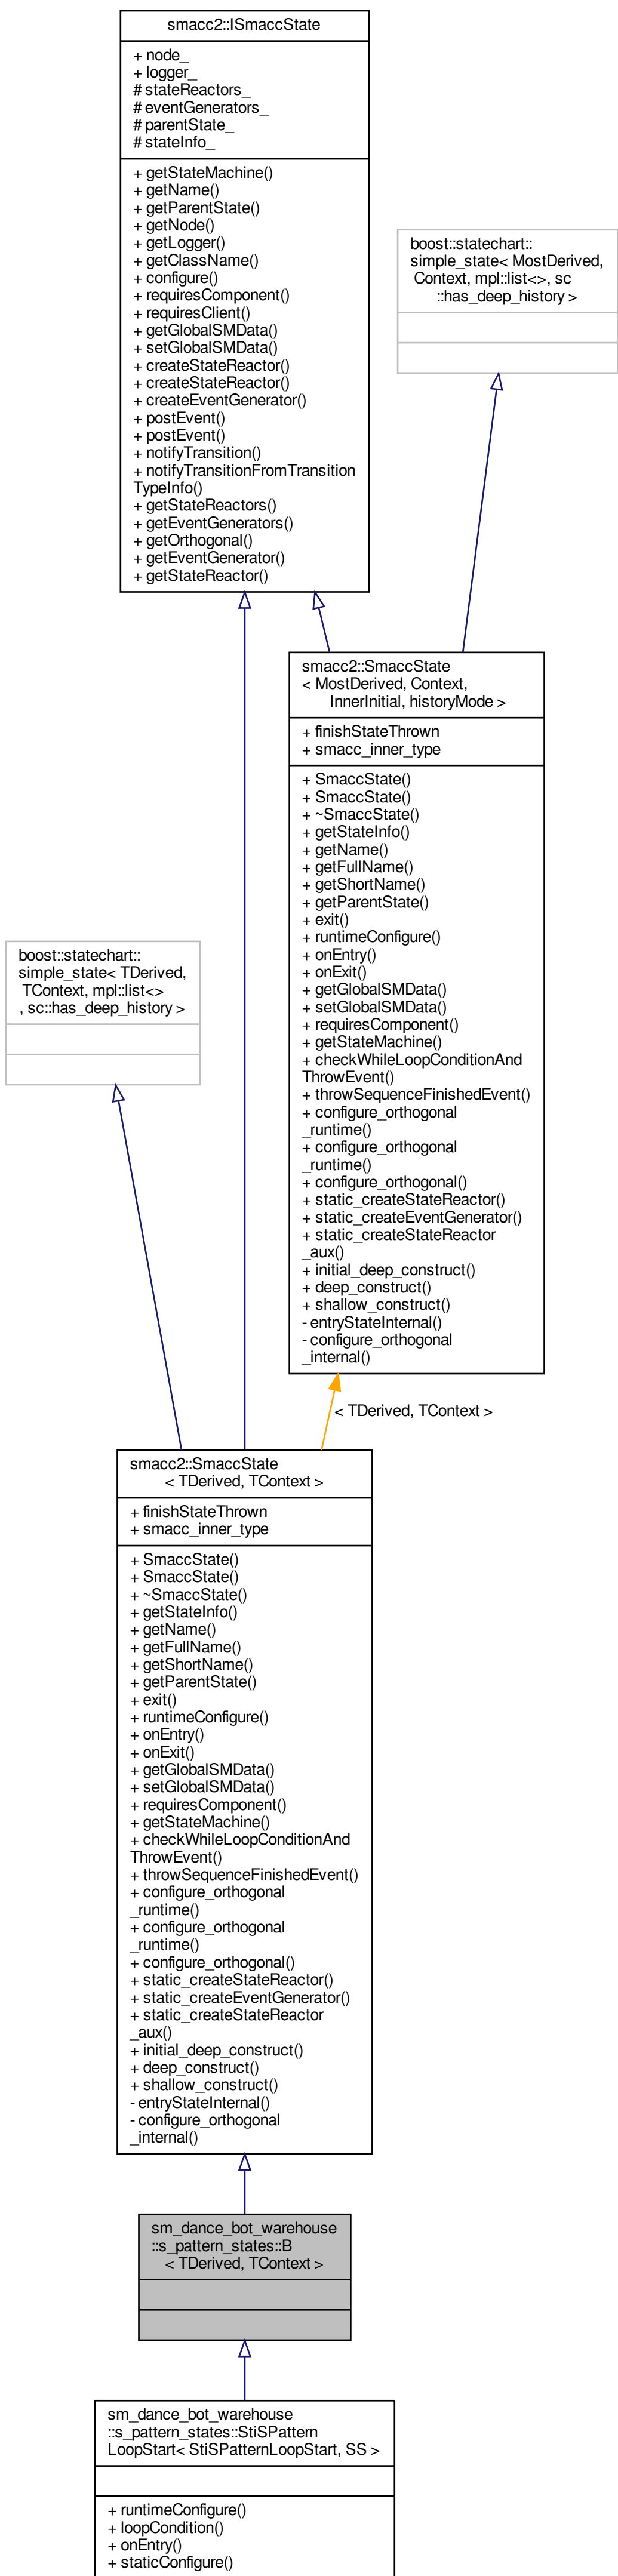 smacc2::ISmaccState
+ node_
+ logger_
# stateReactors_
# eventGenerators_
# parentState_
# stateInfo_
+ getStateMachine()
+ getName()
+ getParentState()
+ getNode()
+ getLogger()
+ getClassName()
+ configure()
+ requiresComponent()
+ requiresClient()
+ getGlobalSMData()
+ setGlobalSMData()
+ createStateReactor()
+ createStateReactor()
+ createEventGenerator()
+ postEvent()
+ postEvent()
+ notifyTransition()
+ notifyTransitionFromTransition
TypeInfo()
+ getStateReactors()
+ getEventGenerators()
+ getOrthogonal()
+ getEventGenerator()
+ getStateReactor()
boost::statechart::
simple_state< MostDerived,
Context, mpl::list<>, sc
::has_deep_history >
smacc2::SmaccState
< MostDerived, Context,
InnerInitial, historyMode >
+ finishStateThrown
+ smacc_inner_type
+ SmaccState()
+ SmaccState()
+ ~SmaccState()
+ getStateInfo()
+ getName()
+ getFullName()
+ getShortName()
+ getParentState()
+ exit()
+ runtimeConfigure()
+ onEntry()
+ onExit()
+ getGlobalSMData()
+ setGlobalSMData()
+ requiresComponent()
+ getStateMachine()
+ checkWhileLoopConditionAnd
ThrowEvent()
+ throwSequenceFinishedEvent()
+ configure_orthogonal
_runtime()
+ configure_orthogonal
_runtime()
+ configure_orthogonal()
+ static_createStateReactor()
+ static_createEventGenerator()
+ static_createStateReactor
_aux()
+ initial_deep_construct()
+ deep_construct()
+ shallow_construct()
- entryStateInternal()
- configure_orthogonal
_internal()
boost::statechart::
simple_state< TDerived,
TContext, mpl::list<>
, sc::has_deep_history >
< TDerived, TContext >
smacc2::SmaccState
< TDerived, TContext >
+ finishStateThrown
+ smacc_inner_type
+ SmaccState()
+ SmaccState()
+ ~SmaccState()
+ getStateInfo()
+ getName()
+ getFullName()
+ getShortName()
+ getParentState()
+ exit()
+ runtimeConfigure()
+ onEntry()
+ onExit()
+ getGlobalSMData()
+ setGlobalSMData()
+ requiresComponent()
+ getStateMachine()
+ checkWhileLoopConditionAnd
ThrowEvent()
+ throwSequenceFinishedEvent()
+ configure_orthogonal
_runtime()
+ configure_orthogonal
_runtime()
+ configure_orthogonal()
+ static_createStateReactor()
+ static_createEventGenerator()
+ static_createStateReactor
_aux()
+ initial_deep_construct()
+ deep_construct()
+ shallow_construct()
- entryStateInternal()
- configure_orthogonal
_internal()
sm_dance_bot_warehouse
::s_pattern_states::B
< TDerived, TContext >
sm_dance_bot_warehouse
::s_pattern_states::StiSPattern
LoopStart< StiSPatternLoopStart, SS >
+ runtimeConfigure()
+ loopCondition()
+ onEntry()
+ staticConfigure()